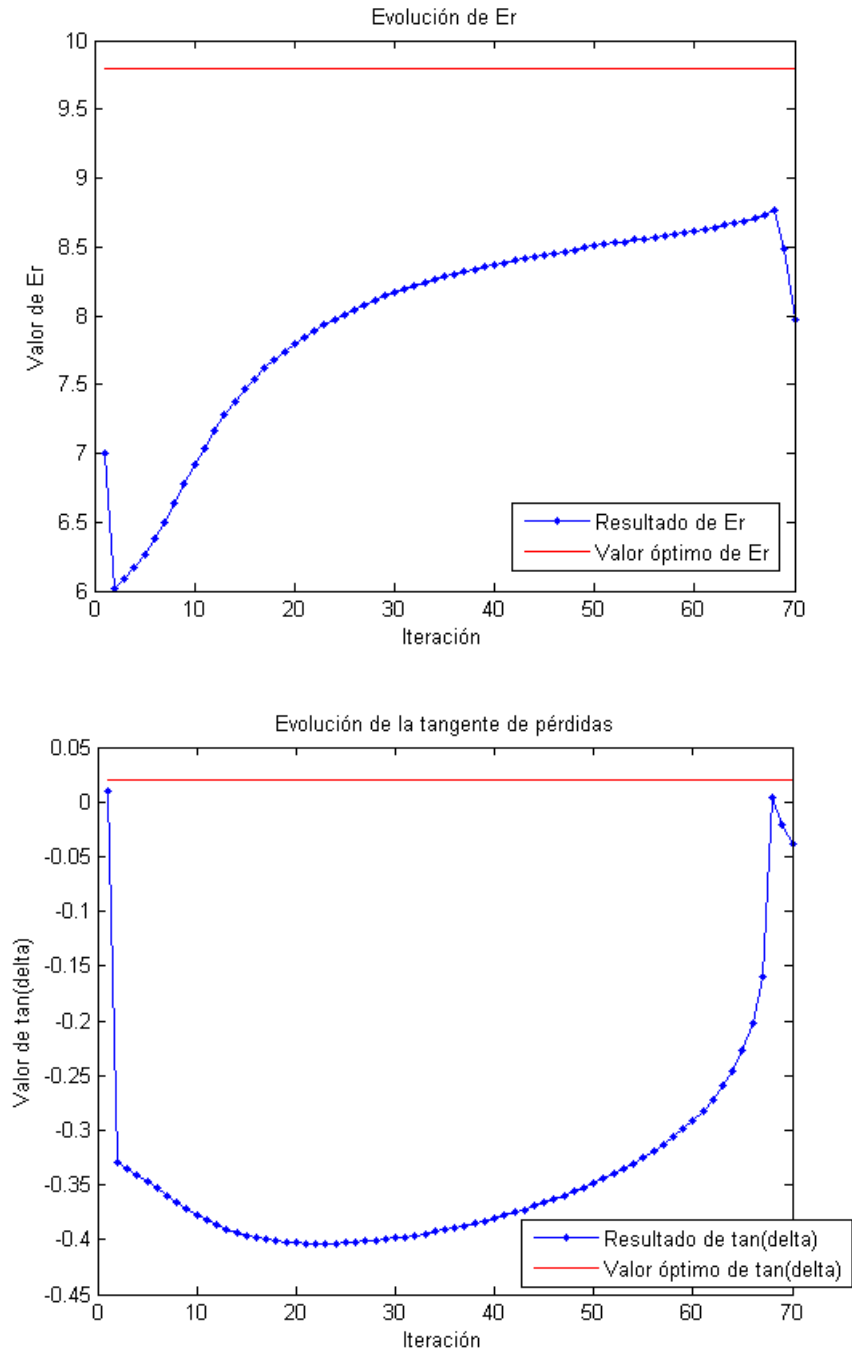 Evolución de Er
10
9.5
9
8.5
8
7.5
7
6.5
6
Valor de Er
Resultado de Er
Valor óptimo de Er
0 10 20 30 40 50 60 70
Iteración
Evolución de la tangente de pérdidas
0.05
0
-0.05
-0.1
-0.15
-0.2
-0.25
-0.3
-0.35
-0.4
-0.45
Valor de tan(delta)
Resultado de tan(delta)
Valor óptimo de tan(delta)
0 10 20 30 40 50 60 70
Iteración